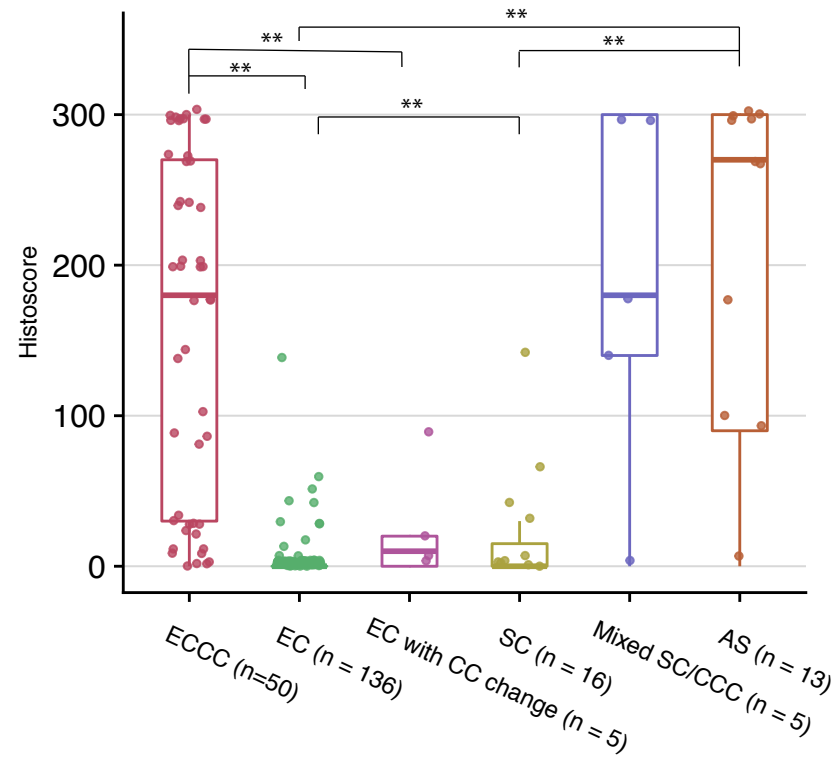 **
**
**
**
**
300
200
100
0
Histoscore
ECCC (n=50)
EC (n = 136)
EC with CC change (n = 5)
SC (n = 16)
Mixed SC/CCC (n = 5)
AS (n = 13)